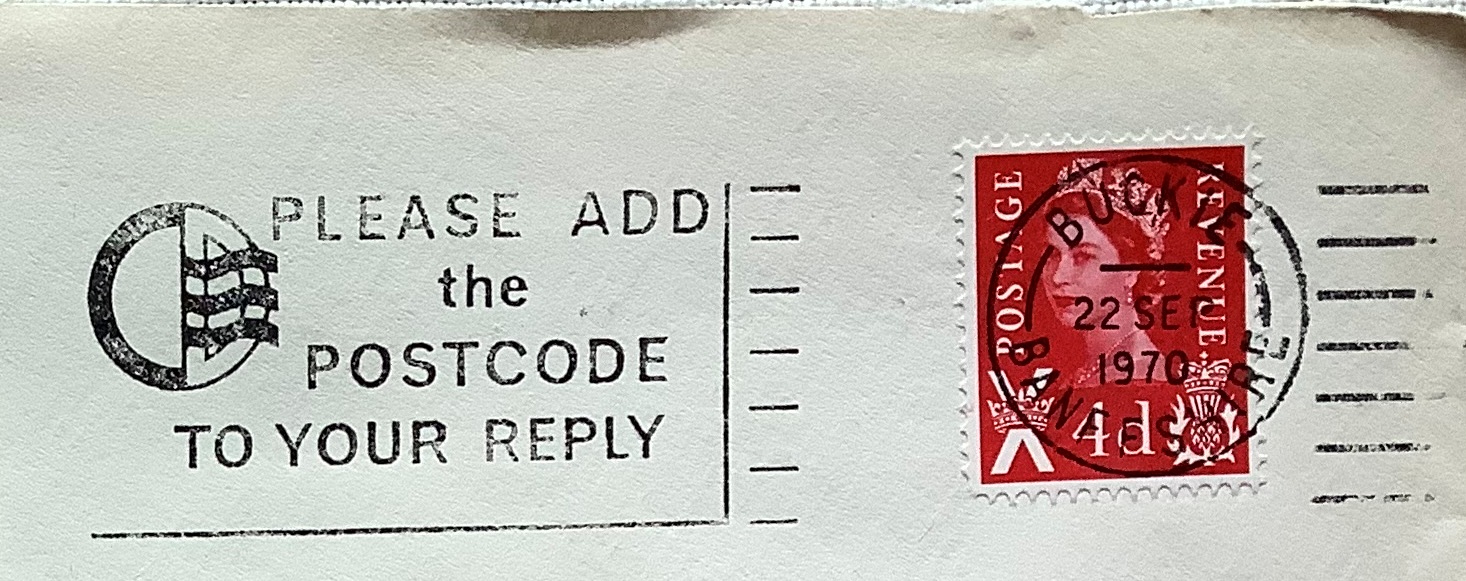 PLEASE ADD
the
POSTCODE
TO YOUR REPLY
POSTAGE
REVENUE
4d
BUCKIE
22 SEP
1970
BANFFSHIRE